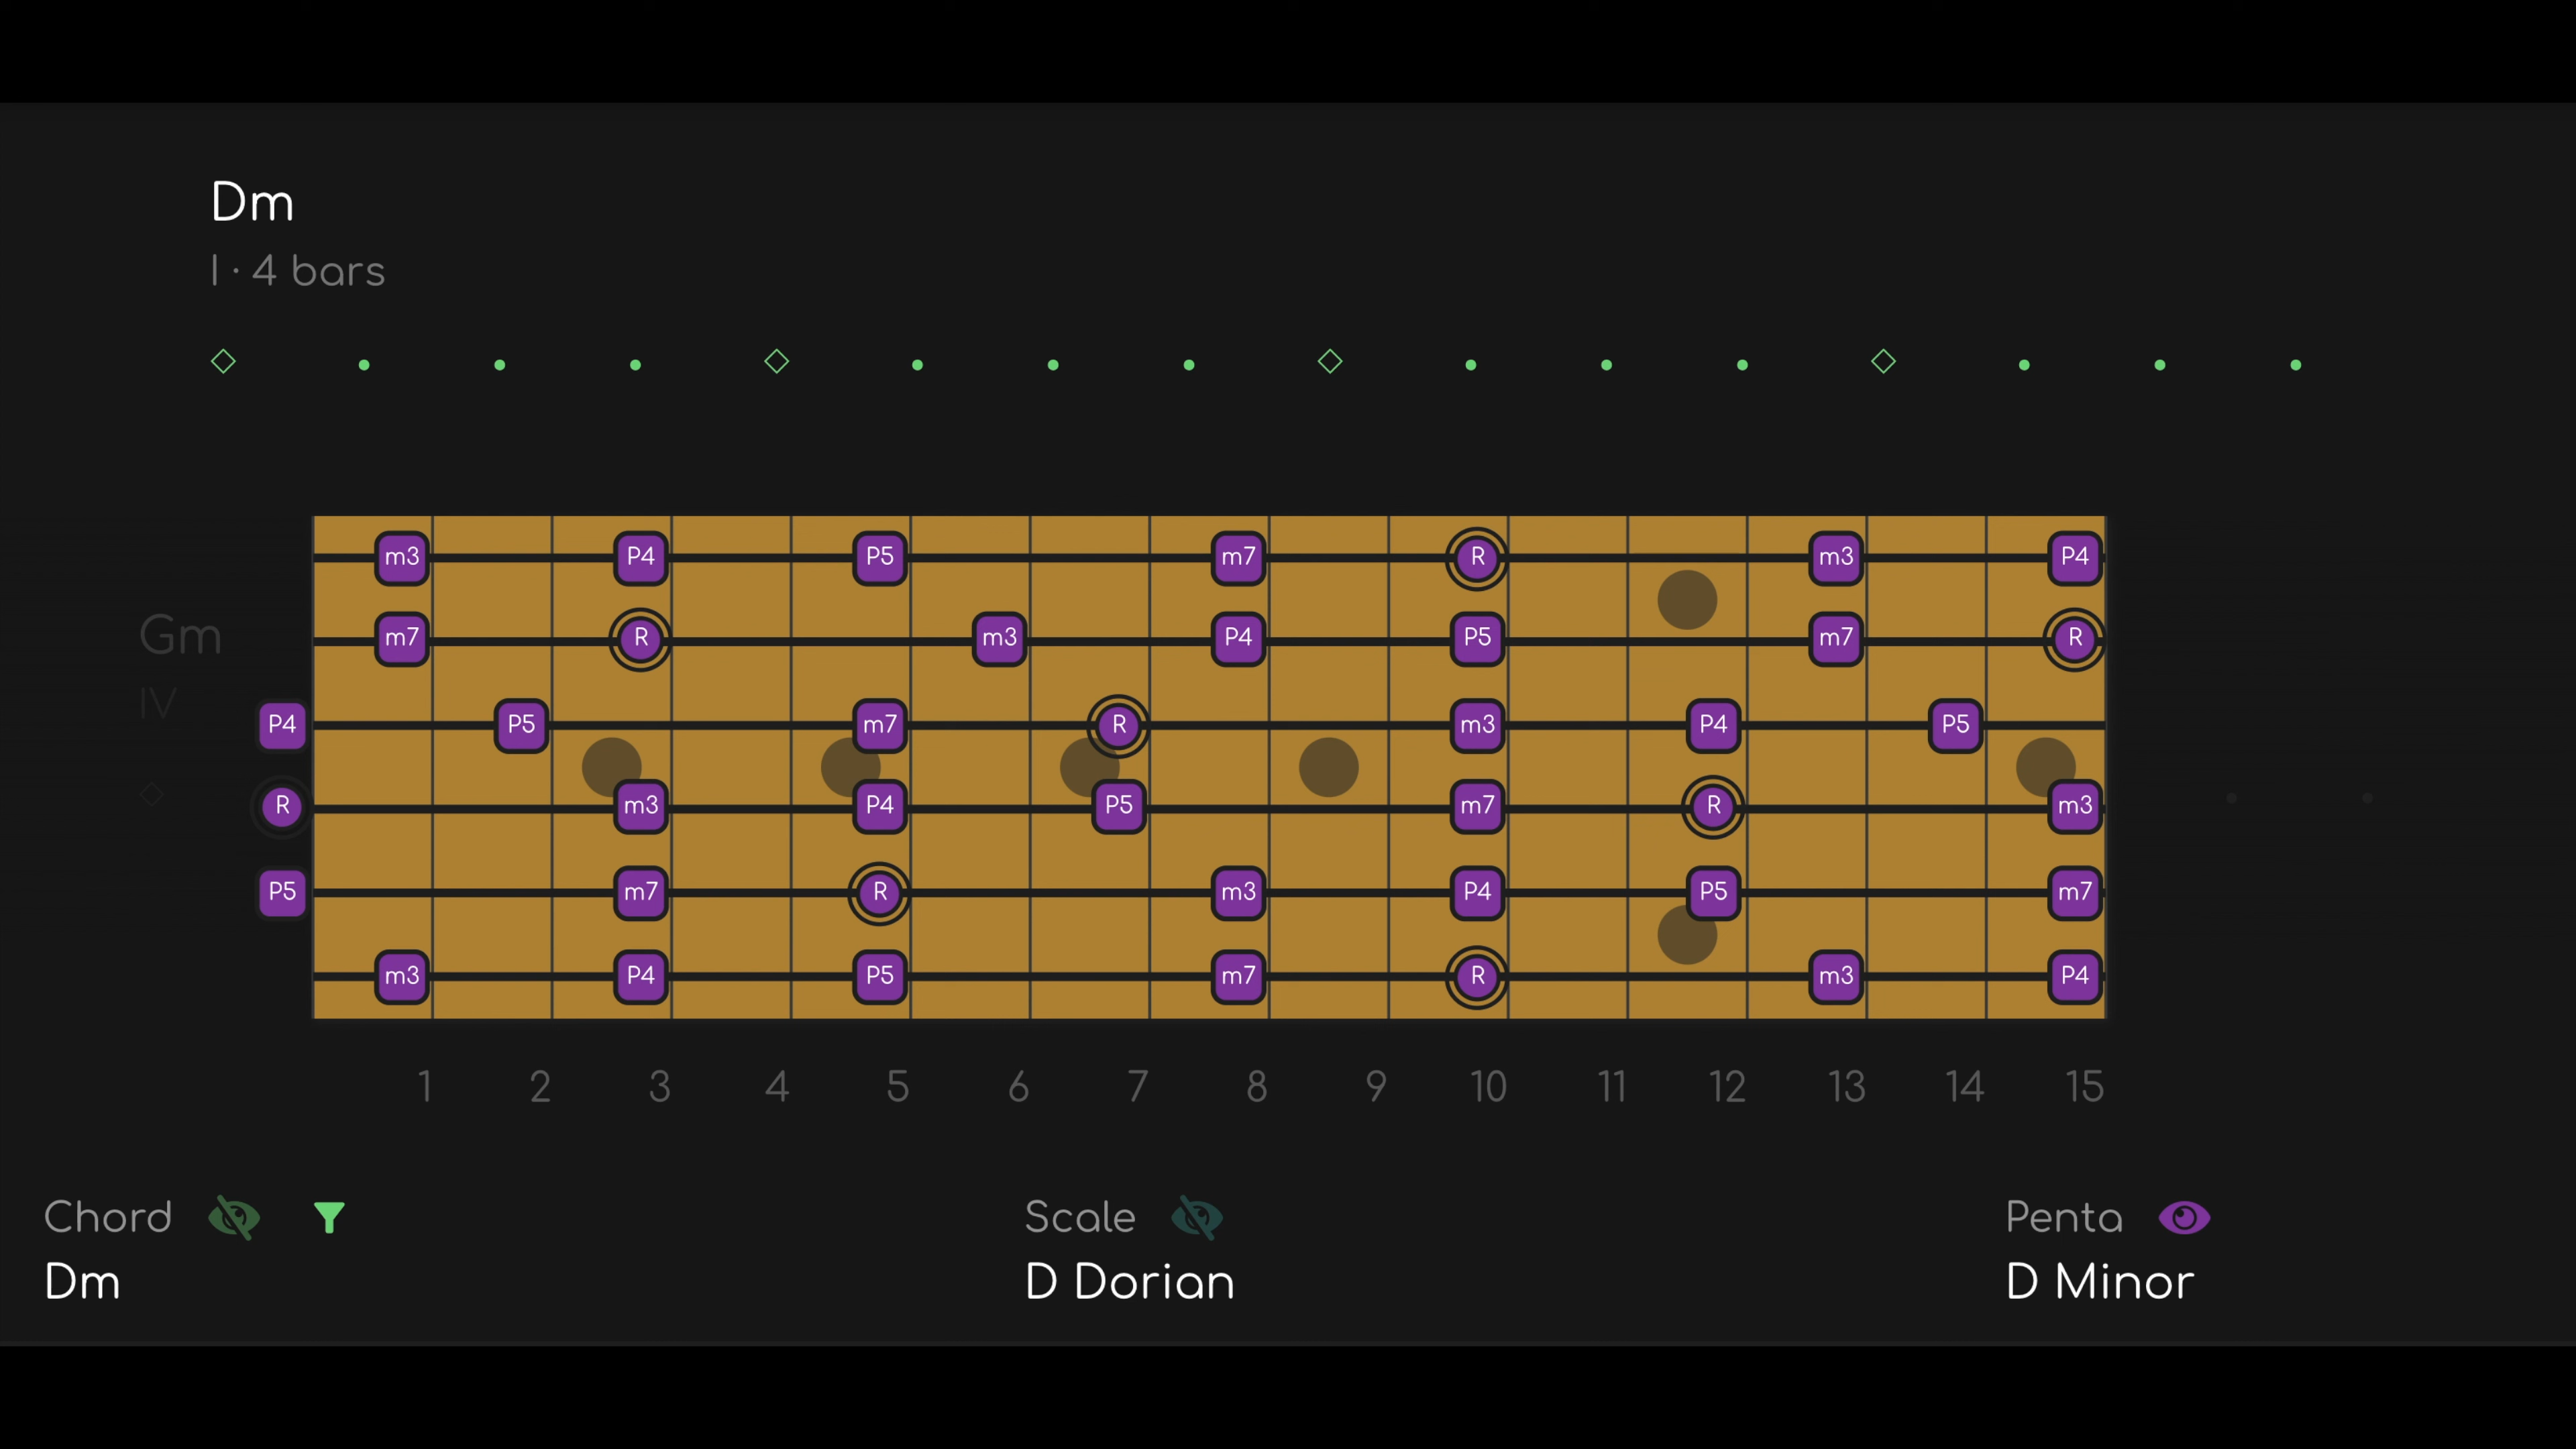 Dm
I · 4 bars
m3 P4 P5 m7 R m3 P4
m7 R m3 P4 P5 m7 R
Gm
IV
P4 P5 m7 R m3 P4 P5
R m3 P4 P5 m7 R m3
P5 m7 R m3 P4 P5 m7
m3 P4 P5 m7 R m3 P4
1 2 3 4 5 6 7 8 9 10 11 12 13 14 15
Chord Scale Penta
Dm D Dorian D Minor